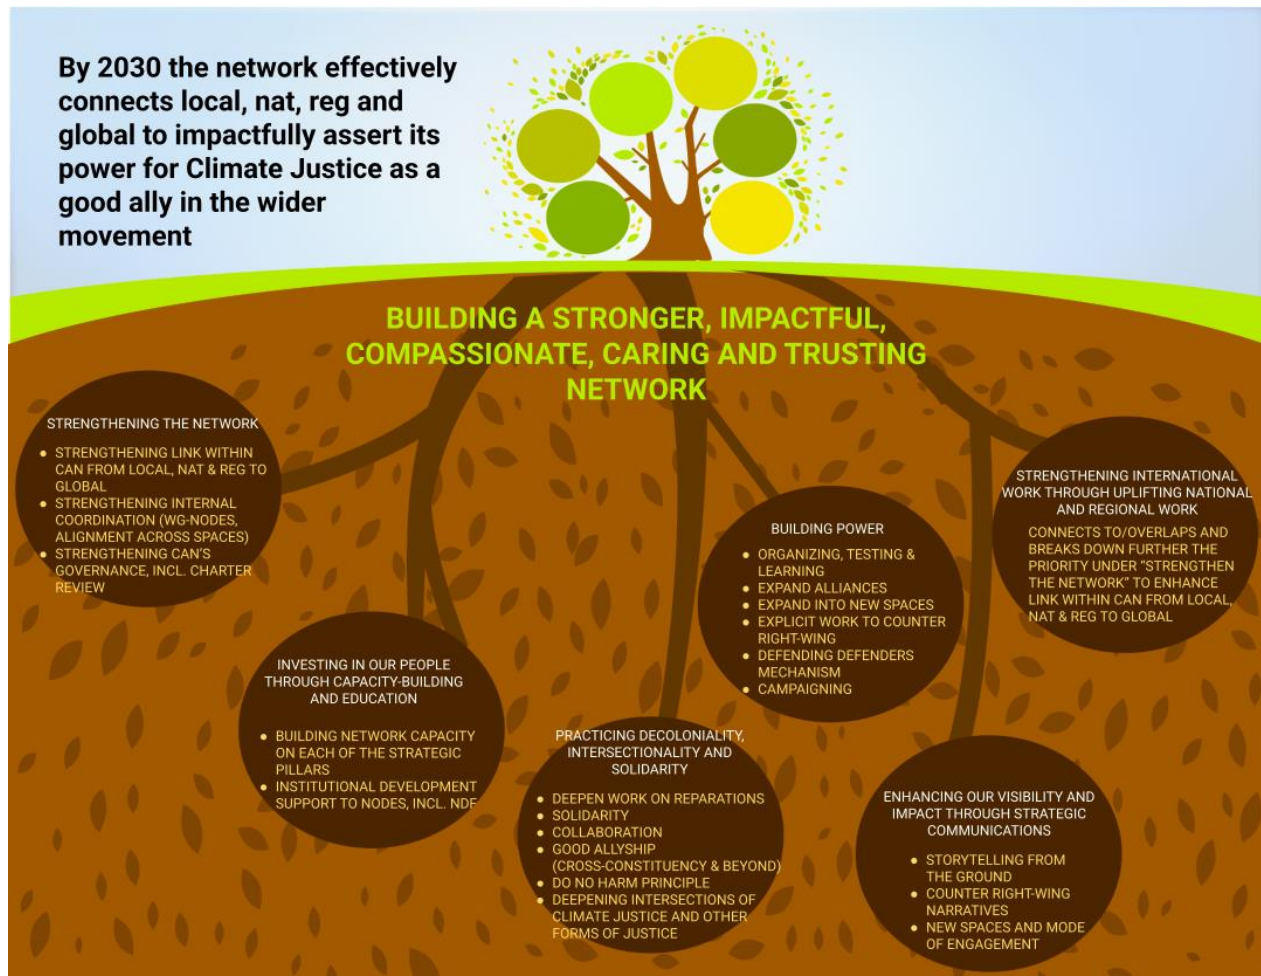 By 2030 the network effectively
connects local, nat, reg and
global to impactfully assert its
power for Climate Justice as a
good ally in the wider
movement
BUILDING A STRONGER, IMPACTFUL,
COMPASSIONATE, CARING AND TRUSTING
NETWORK
STRENGTHENING THE NETWORK
● STRENGTHENING LINK WITHIN
CAN FROM LOCAL, NAT & REG TO
GLOBAL
● STRENGTHENING INTERNAL
COORDINATION (WG-NODES,
ALIGNMENT ACROSS SPACES)
● STRENGTHENING CAN'S
GOVERNANCE, INCL. CHARTER
REVIEW
INVESTING IN OUR PEOPLE
THROUGH CAPACITY-BUILDING
AND EDUCATION
● BUILDING NETWORK CAPACITY
ON EACH OF THE STRATEGIC
PILLARS
● INSTITUTIONAL DEVELOPMENT
SUPPORT TO NODES, INCL. NDF
PRACTICING DECOLONIALITY,
INTERSECTIONALITY AND
SOLIDARITY
● DEEPEN WORK ON REPARATIONS
● SOLIDARITY
● COLLABORATION
● GOOD ALLYSHIP
(CROSS-CONSTITUENCY & BEYOND)
● DO NO HARM PRINCIPLE
● DEEPENING INTERSECTIONS OF
CLIMATE JUSTICE AND OTHER
FORMS OF JUSTICE
BUILDING POWER
● ORGANIZING, TESTING &
LEARNING
● EXPAND ALLIANCES
● EXPAND INTO NEW SPACES
● EXPLICIT WORK TO COUNTER
RIGHT-WING
● DEFENDING DEFENDERS
MECHANISM
● CAMPAIGNING
ENHANCING OUR VISIBILITY AND
IMPACT THROUGH STRATEGIC
COMMUNICATIONS
● STORYTELLING FROM
THE GROUND
● COUNTER RIGHT-WING
NARRATIVES
● NEW SPACES AND MODE
OF ENGAGEMENT
STRENGTHENING INTERNATIONAL
WORK THROUGH UPLIFTING NATIONAL
AND REGIONAL WORK
CONNECTS TO/OVERLAPS AND
BREAKS DOWN FURTHER THE
PRIORITY UNDER "STRENGTHEN
THE NETWORK" TO ENHANCE
LINK WITHIN CAN FROM LOCAL,
NAT & REG TO GLOBAL